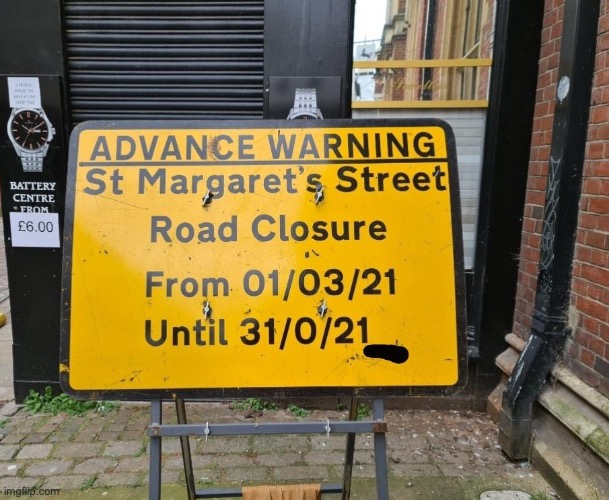 ADVANCE WARNING
St Margaret's Street
Road Closure
From 01/03/21
Until 31/0/21
BATTERY
CENTRE
FROM
£6.00
imgflip.com